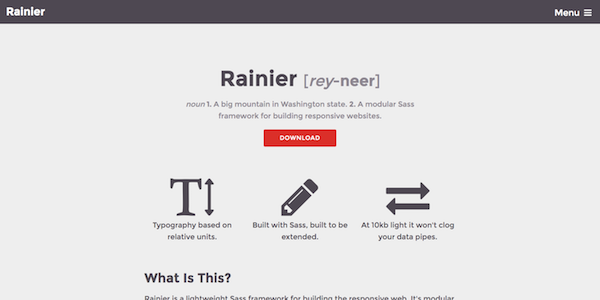 Rainier
Menu
Rainier [rey-neer]
noun 1. A big mountain in Washington state. 2. A modular Sass
framework for building responsive websites.
DOWNLOAD
Typography based on
relative units.
Built with Sass, built to be
extended.
At 10kb light it won't clog
your data pipes.
What Is This?
Rainier is a lightweight Sass framework for building the responsive web. It's modular